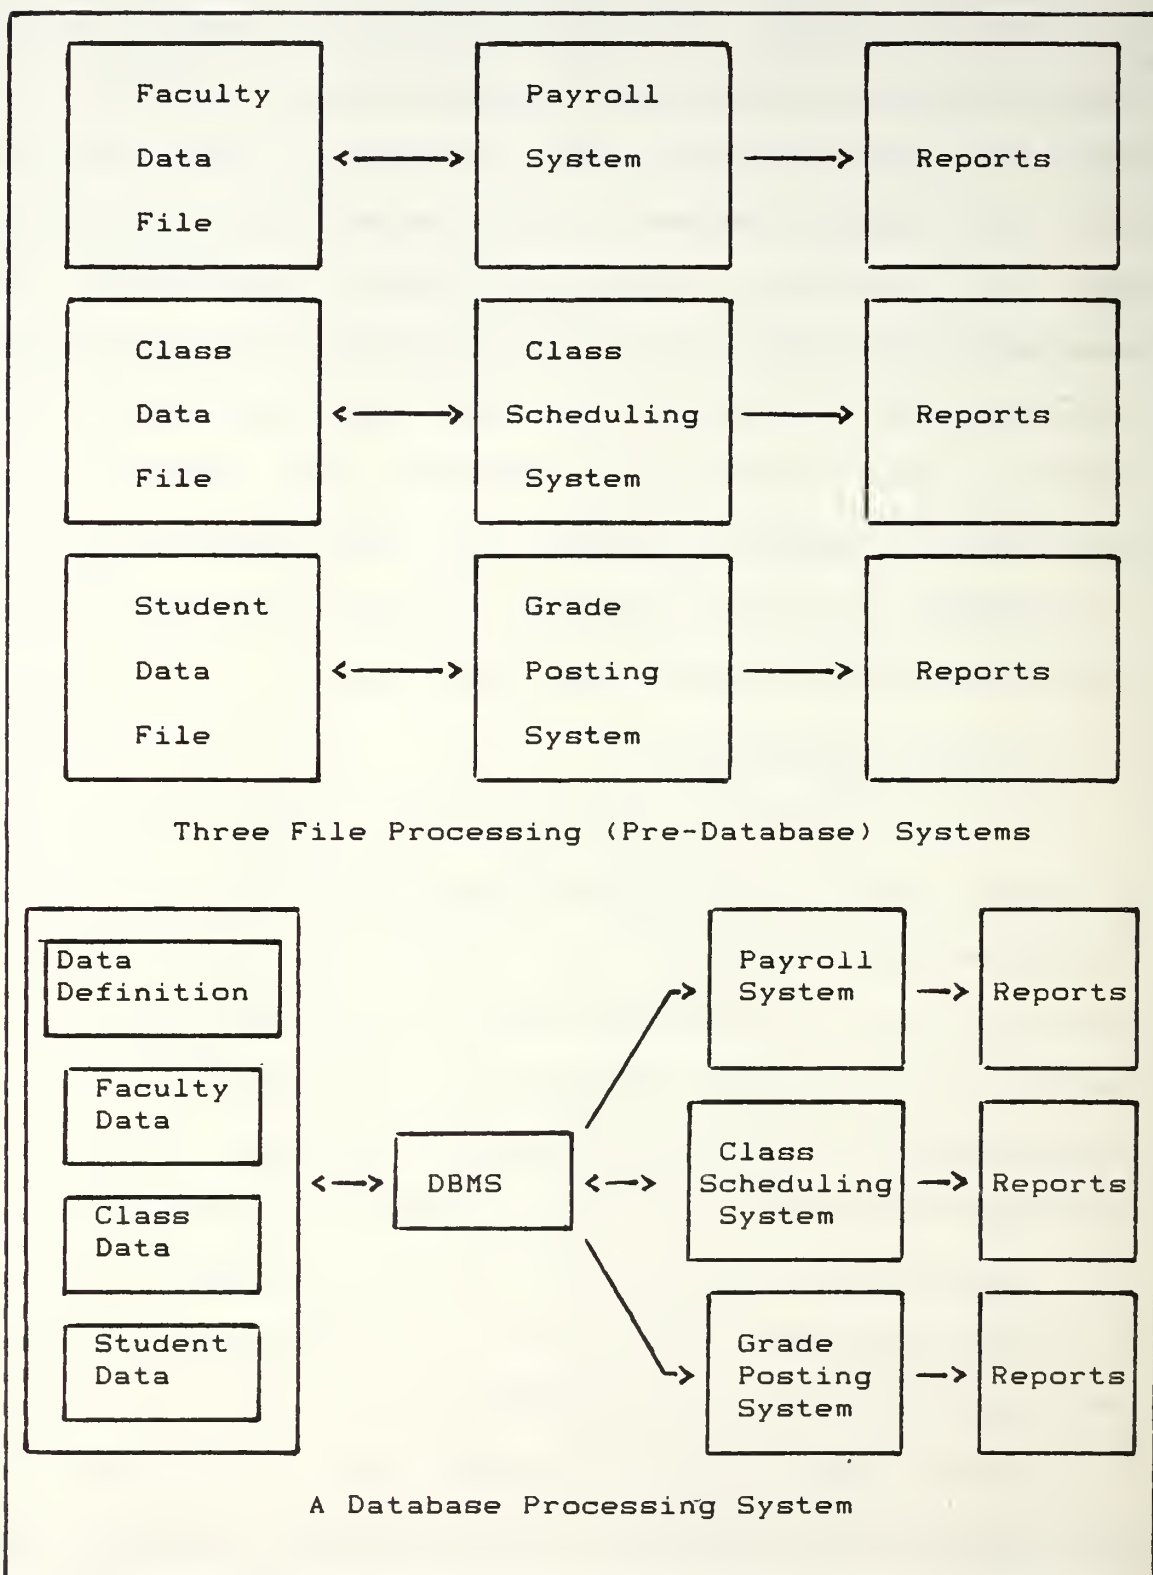 Faculty
Data
File
Payroll
System
Reports
Class
Data
File
Class
Scheduling
System
Reports
Student
Data
File
Grade
Posting
System
Reports
Three File Processing (Pre-Database) Systems
Data
Definition
Faculty
Data
Class
Data
Student
Data
DBMS
Payroll
System
Reports
Class
Scheduling
System
Reports
Grade
Posting
System
Reports
A Database Processing System